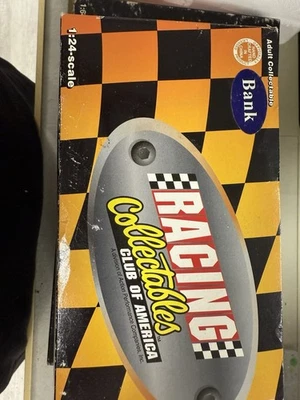 Adult Collectable
Bank
1:24-scale
RACING
Collectables
CLUB OF AMERICA